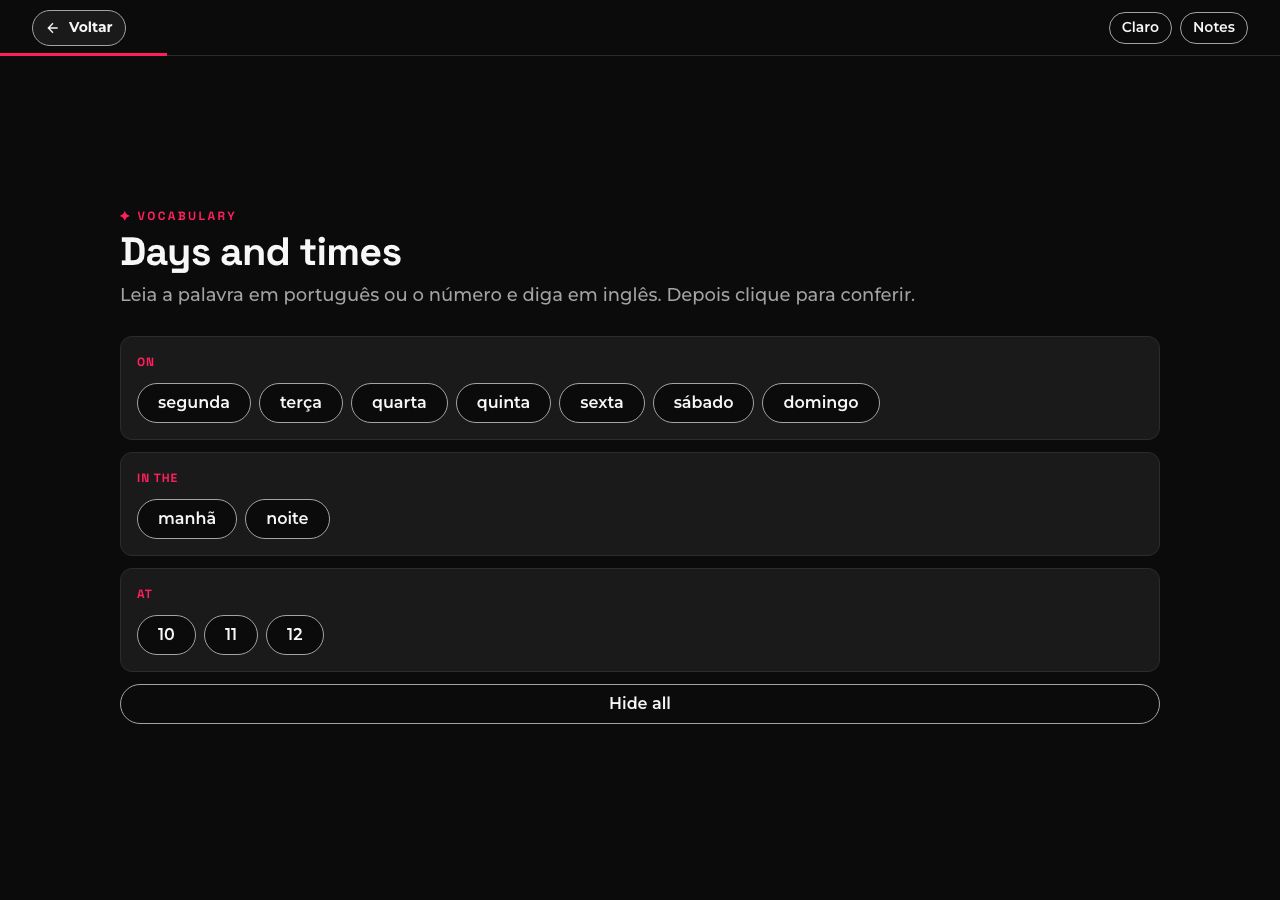 ← Voltar
Claro
Notes
✦ VOCABULARY
Days and times
Leia a palavra em português ou o número e diga em inglês. Depois clique para conferir.
ON
segunda terça quarta quinta sexta sábado domingo
IN THE
manhã noite
AT
10 11 12
Hide all